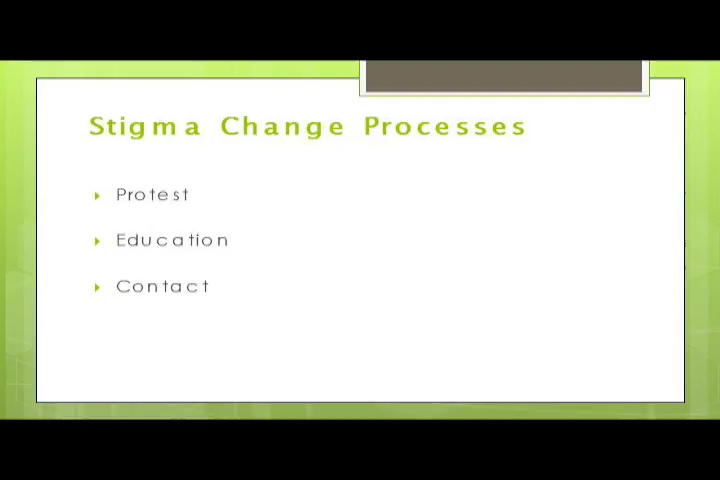 Stigma Change Processes
Protest
Education
Contact